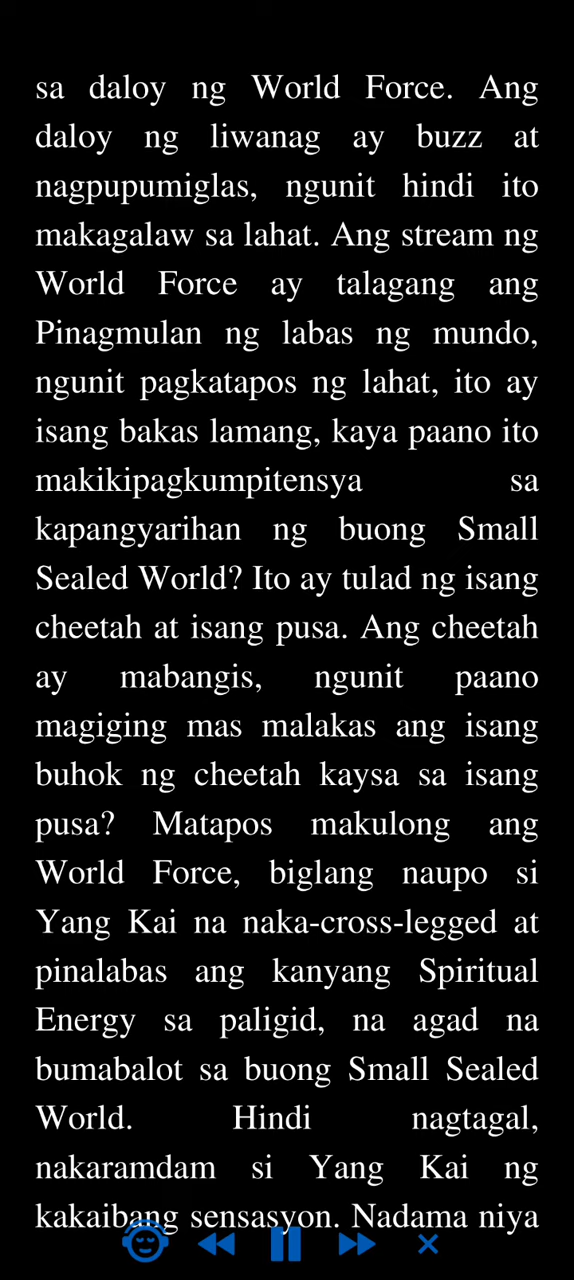 sa daloy ng World Force. Ang
daloy ng liwanag ay buzz at
nagpupumiglas, ngunit hindi ito
makagalaw sa lahat. Ang stream ng
World Force ay talagang ang
Pinagmulan ng labas ng mundo,
ngunit pagkatapos ng lahat, ito ay
isang bakas lamang, kaya paano ito
makikipagkumpitensya sa
kapangyarihan ng buong Small
Sealed World? Ito ay tulad ng isang
cheetah at isang pusa. Ang cheetah
ay mabangis, ngunit paano
magiging mas malakas ang isang
buhok ng cheetah kaysa sa isang
pusa? Matapos makulong ang
World Force, biglang naupo si
Yang Kai na naka-cross-legged at
pinalabas ang kanyang Spiritual
Energy sa paligid, na agad na
bumabalot sa buong Small Sealed
World. Hindi nagtagal,
nakaramdam si Yang Kai ng
kakaibang sensasyon. Nadama niya